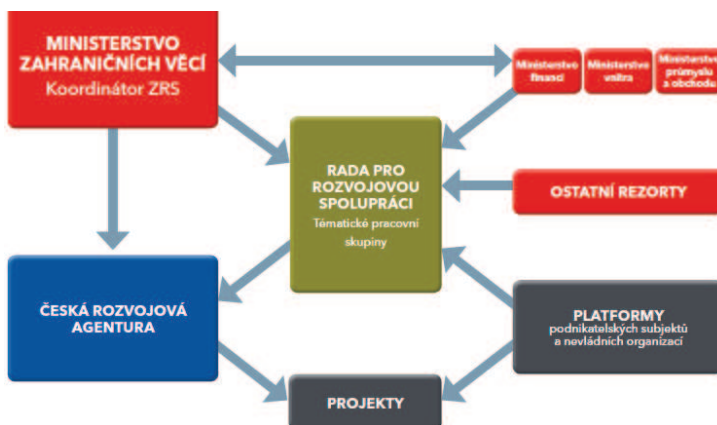 MINISTERSTVO
ZAHRANIČNÍCH VĚCÍ
Koordinátor ZRS
Ministerstvo
financí
Ministerstvo
vnitra
Ministerstvo
průmyslu
a obchodu
RADA PRO
ROZVOJOVOU
SPOLUPRÁCI
Tématické pracovní
skupiny
OSTATNÍ REZORTY
ČESKÁ ROZVOJOVÁ
AGENTURA
PLATFORMY
podnikatelských subjektů
a nevládních organizací
PROJEKTY